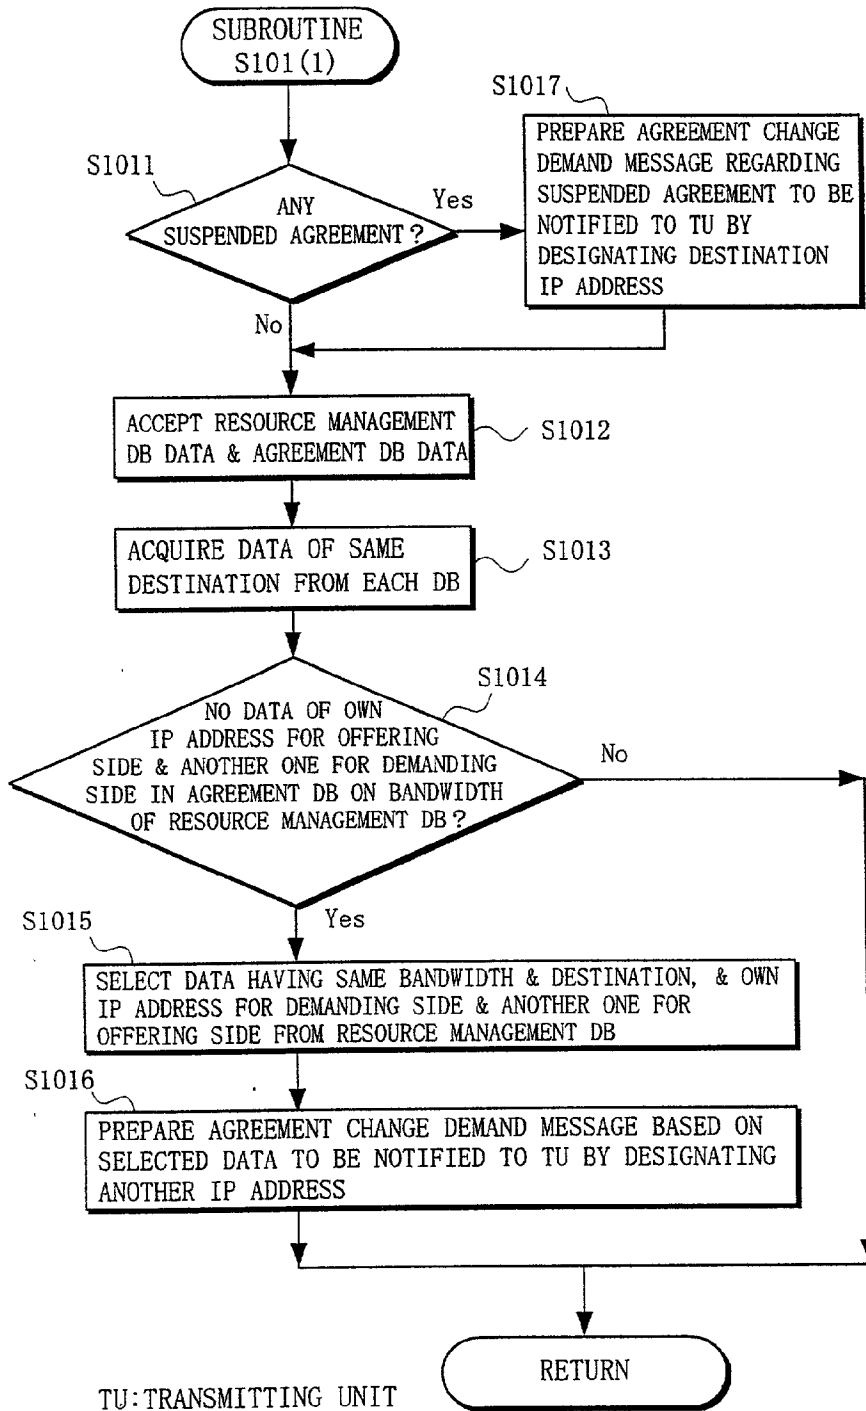 SUBROUTINE
S101(1)
S1017
PREPARE AGREEMENT CHANGE
DEMAND MESSAGE REGARDING
SUSPENDED AGREEMENT TO BE
NOTIFIED TO TU BY
DESIGNATING DESTINATION
IP ADDRESS
S1011
ANY
SUSPENDED AGREEMENT?
Yes
No
ACCEPT RESOURCE MANAGEMENT
DB DATA & AGREEMENT DB DATA
S1012
ACQUIRE DATA OF SAME
DESTINATION FROM EACH DB
S1013
S1014
NO DATA OF OWN
IP ADDRESS FOR OFFERING
SIDE & ANOTHER ONE FOR DEMANDING
SIDE IN AGREEMENT DB ON BANDWIDTH
OF RESOURCE MANAGEMENT DB?
No
Yes
S1015
SELECT DATA HAVING SAME BANDWIDTH & DESTINATION, & OWN
IP ADDRESS FOR DEMANDING SIDE & ANOTHER ONE FOR
OFFERING SIDE FROM RESOURCE MANAGEMENT DB
S1016
PREPARE AGREEMENT CHANGE DEMAND MESSAGE BASED ON
SELECTED DATA TO BE NOTIFIED TO TU BY DESIGNATING
ANOTHER IP ADDRESS
RETURN
TU:TRANSMITTING UNIT